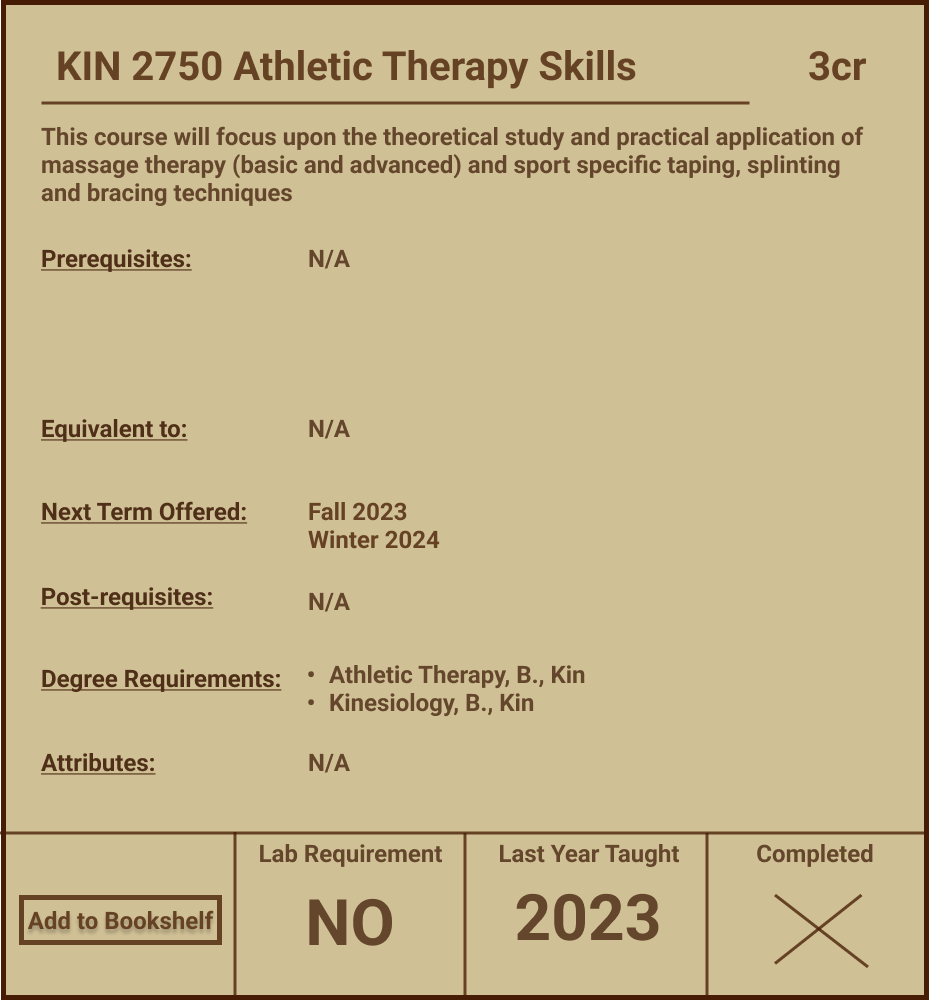 KIN 2750 Athletic Therapy Skills 3cr
This course will focus upon the theoretical study and practical application of
massage therapy (basic and advanced) and sport specific taping, splinting
and bracing techniques
Prerequisites: N/A
Equivalent to: N/A
Next Term Offered: Fall 2023
Winter 2024
Post-requisites: N/A
Degree Requirements: • Athletic Therapy, B., Kin
• Kinesiology, B., Kin
Attributes: N/A
Add to Bookshelf
Lab Requirement
NO
Last Year Taught
2023
Completed